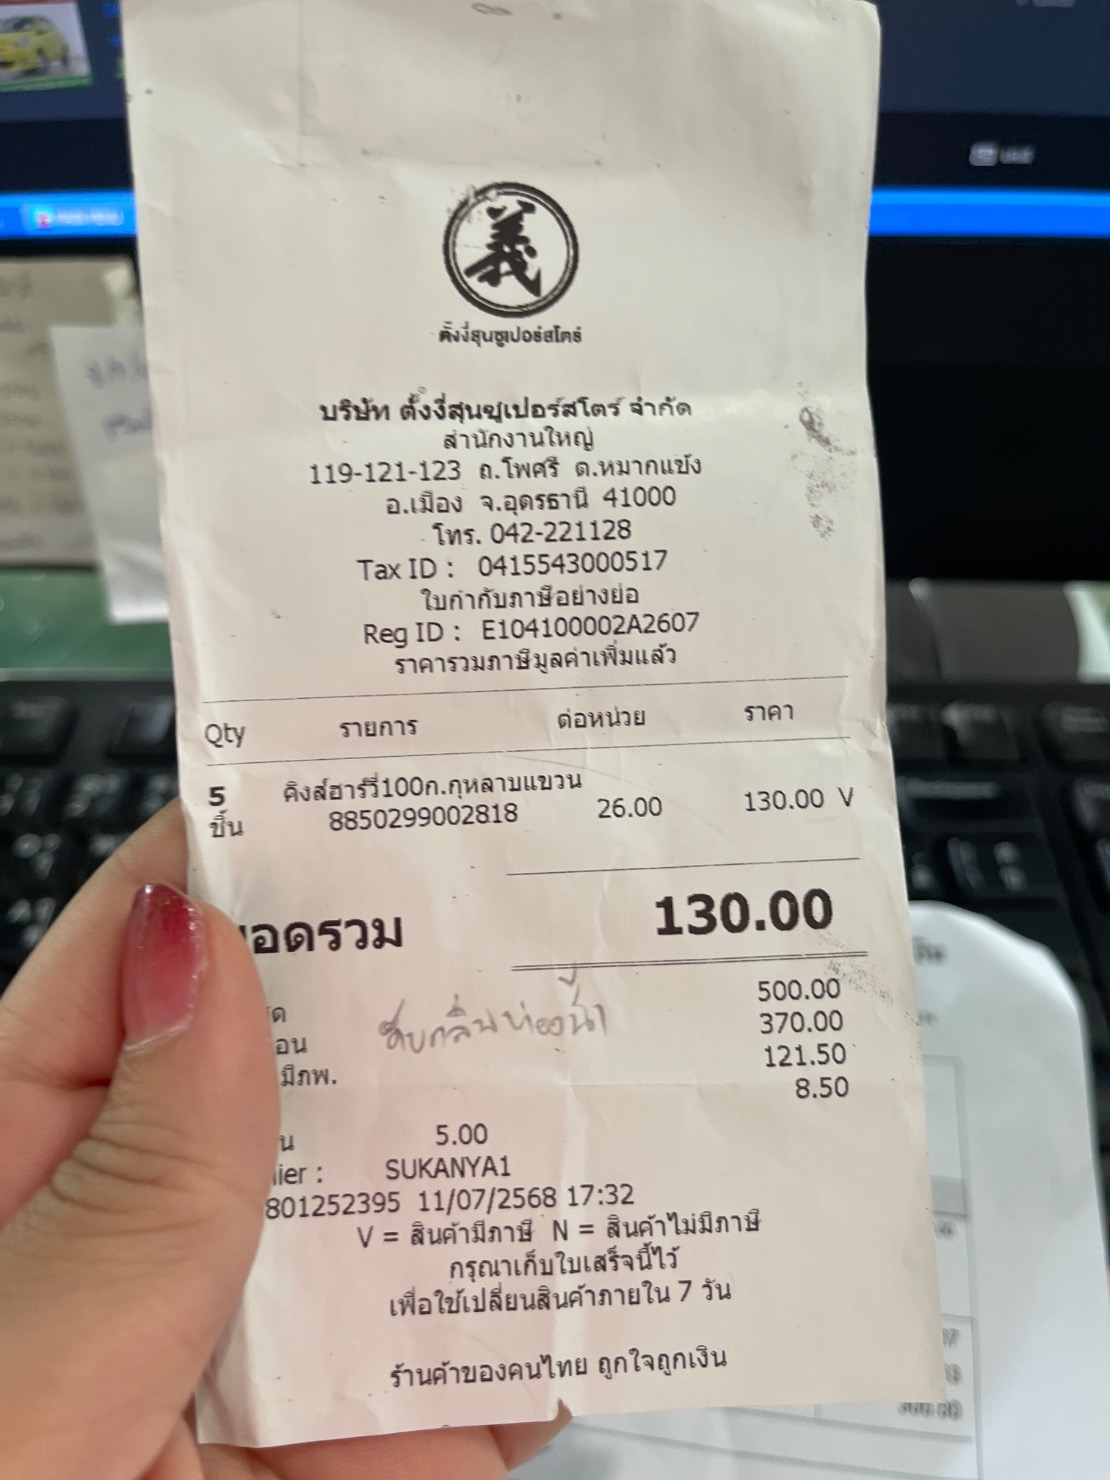 義
ตั้งงี่สุนซูเปอร์สโตร์
บริษัท ตั้งงี่สุนซูเปอร์สโตร์ จำกัด
สำนักงานใหญ่
119-121-123 ถ.โพศรี ต.หมากแข้ง
อ.เมือง จ.อุดรธานี 41000
โทร. 042-221128
Tax ID : 0415543000517
ใบกำกับภาษีอย่างย่อ
Reg ID : E104100002A2607
ราคารวมภาษีมูลค่าเพิ่มแล้ว
Qty รายการ ต่อหน่วย ราคา
5 คิงส์ฮาร์วี่100ก.กุหลาบแขวน
ชิ้น 8850299002818 26.00 130.00 V
ยอดรวม 130.00
ด 500.00
อน ดับกลิ่นห้องน้ำ 370.00
มีภพ. 121.50
8.50
น 5.00
ier : SUKANYA1
801252395 11/07/2568 17:32
V = สินค้ามีภาษี N = สินค้าไม่มีภาษี
กรุณาเก็บใบเสร็จนี้ไว้
เพื่อใช้เปลี่ยนสินค้าภายใน 7 วัน
ร้านค้าของคนไทย ถูกใจถูกเงิน